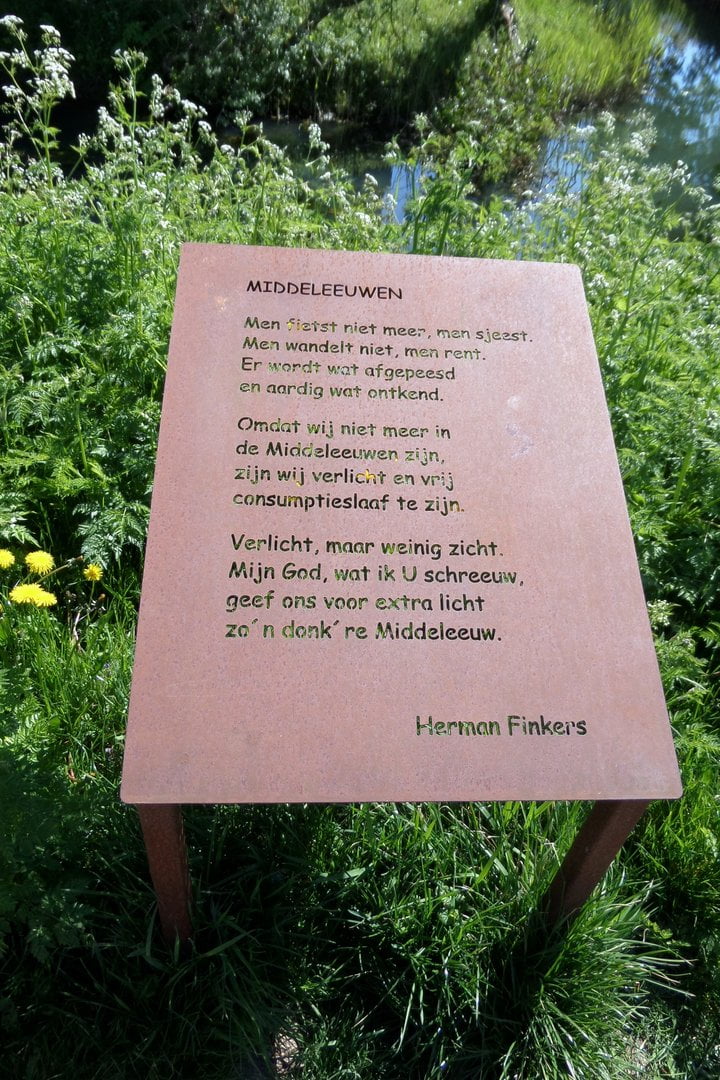 MIDDELEEUWEN
Men fietst niet meer, men sjeest.
Men wandelt niet, men rent.
Er wordt wat afgepeesd
en aardig wat ontkend.
Omdat wij niet meer in
de Middeleeuwen zijn,
zijn wij verlicht en vrij
consumptieslaaf te zijn.
Verlicht, maar weinig zicht.
Mijn God, wat ik U schreeuw,
geef ons voor extra licht
zo´n donk´re Middeleeuw.
Herman Finkers